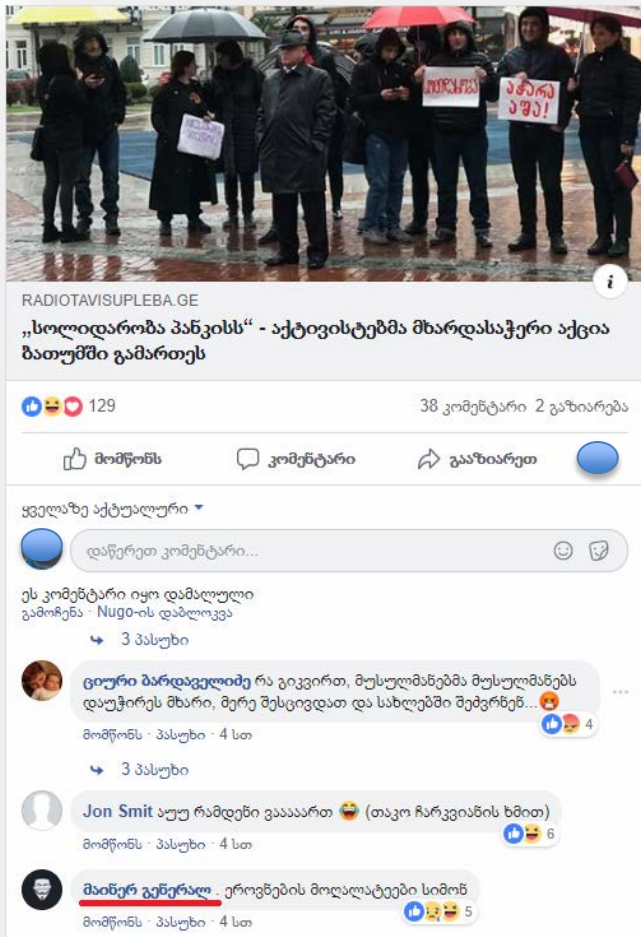 აჭარა
აშა!
RADIOTAVISUPLEBA.GE
„სოლიდარობა პანკისს“ - აქტივისტებმა მხარდასაჭერი აქცია
ბათუმში გამართეს
129
38 კომენტარი 2 გაზიარება
მომწონს
კომენტარი
გააზიარეთ
ყველაზე აქტუალური
დაწერეთ კომენტარი...
ეს კომენტარი იყო დამალული
გამოჩენა · Nugo-ის დაბლოკვა
3 პასუხი
ციური ბარდაველიძე რა გიკვირთ, მუსულმანებმა მუსულმანებს
დაუჭირეს მხარი, მერე შესცივდათ და სახლებში შეძვრნენ...
4
მომწონს · პასუხი · 4 სთ
3 პასუხი
Jon Smit აუუ რამდენი ვააააართ 😂 (თაკო ჩარკვიანის ხმით)
6
მომწონს · პასუხი · 4 სთ
მაინერ გენერალ . ეროვნების მოღალატეები სიმონ
5
მომწონს · პასუხი · 4 სთ